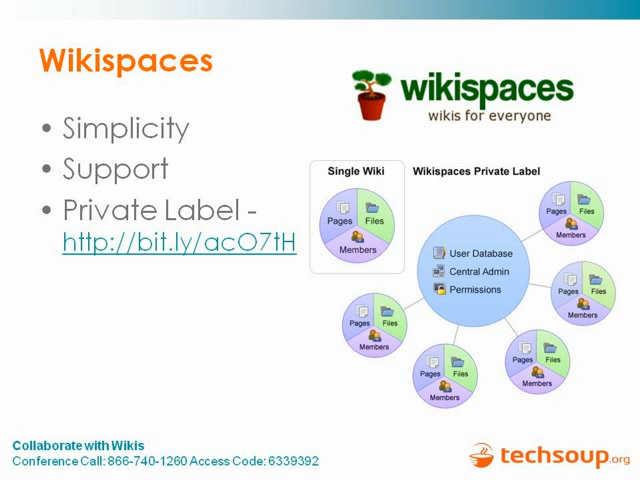 Wikispaces
• Simplicity
• Support
• Private Label -
http://bit.ly/acO7tH
wikispaces
wikis for everyone
Single Wiki
Wikispaces Private Label
Pages
Files
Members
User Database
Central Admin
Permissions
Pages
Files
Members
Pages
Files
Members
Pages
Files
Members
Pages
Files
Members
Pages
Files
Members
Collaborate with Wikis
Conference Call: 866-740-1260 Access Code: 6339392
techsoup.org